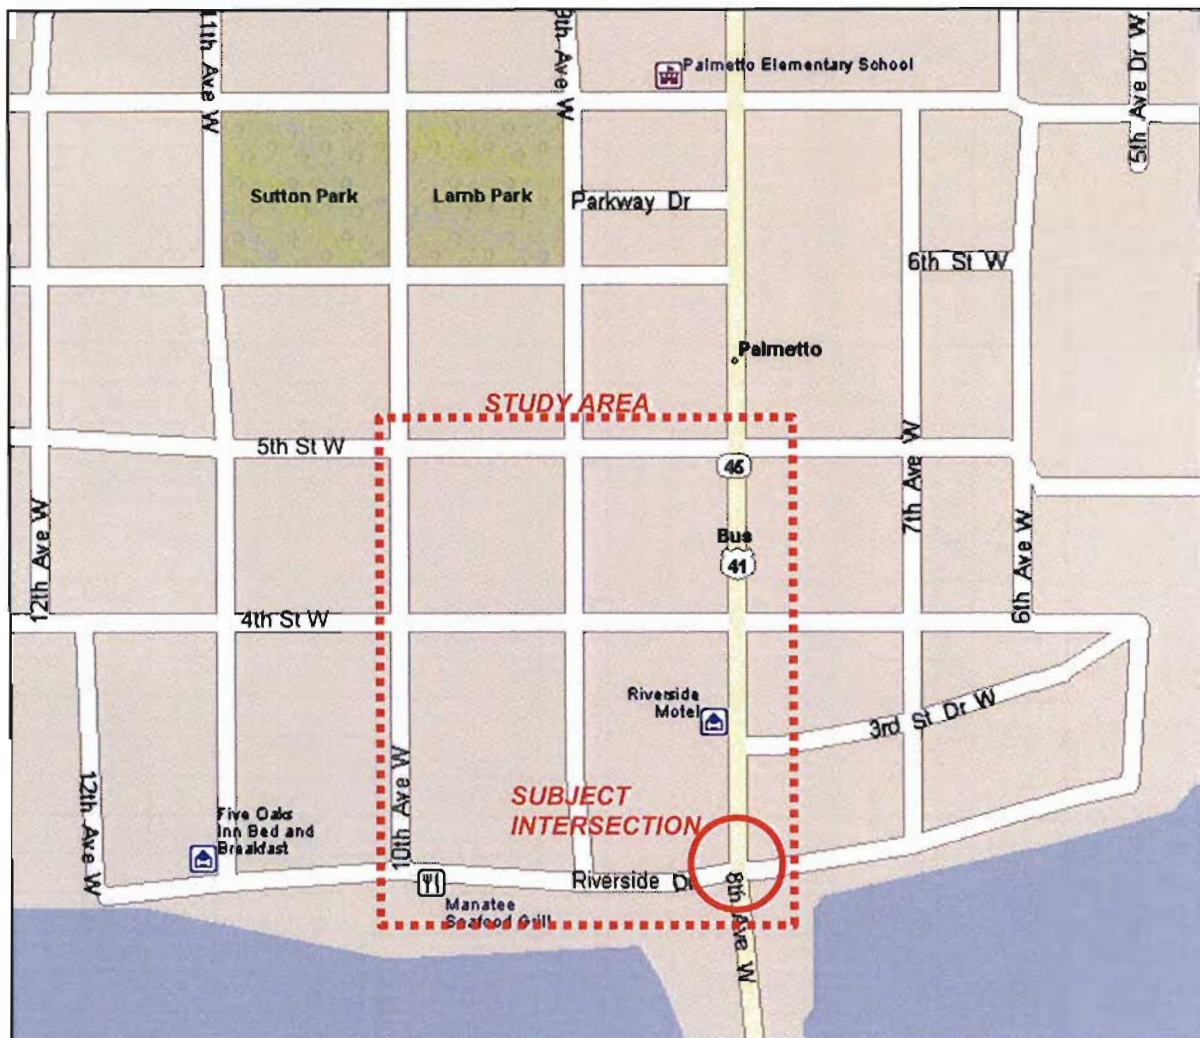 11th Ave W
9th Ave W
Palmetto Elementary School
5th Ave Dr W
Sutton Park
Lamb Park
Parkway Dr
6th St W
Palmetto
STUDY AREA
5th St W
45
7th Ave W
12th Ave W
Bus
41
6th Ave W
4th St W
Riverside
Motel
3rd St Dr W
12th Ave W
10th Ave W
SUBJECT
INTERSECTION
Five Oaks
Inn Bed and
Breakfast
Riverside Dr
8th Ave W
Manatee
Seafood Grill